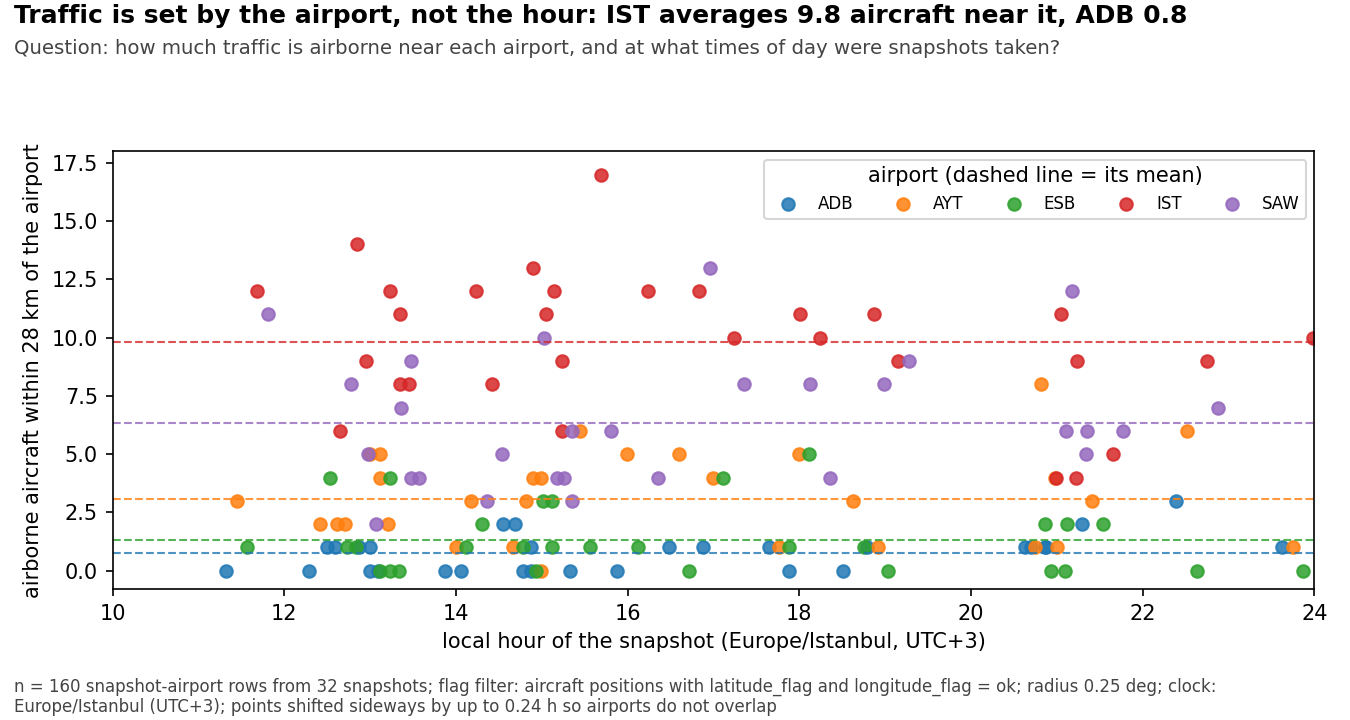 Traffic is set by the airport, not the hour: IST averages 9.8 aircraft near it, ADB 0.8
Question: how much traffic is airborne near each airport, and at what times of day were snapshots taken?
airborne aircraft within 28 km of the airport
17.5
15.0
12.5
10.0
7.5
5.0
2.5
0.0
airport (dashed line = its mean)
ADB AYT ESB IST SAW
10 12 14 16 18 20 22 24
local hour of the snapshot (Europe/Istanbul, UTC+3)
n = 160 snapshot-airport rows from 32 snapshots; flag filter: aircraft positions with latitude_flag and longitude_flag = ok; radius 0.25 deg; clock:
Europe/Istanbul (UTC+3); points shifted sideways by up to 0.24 h so airports do not overlap